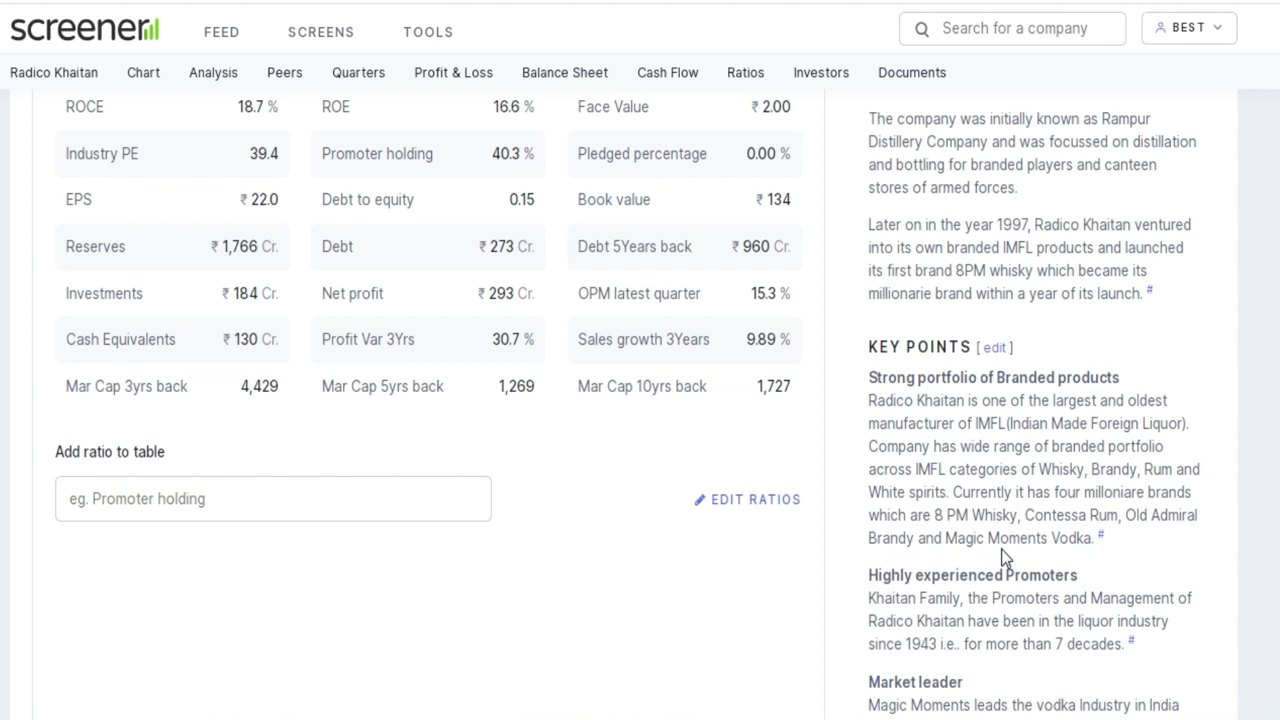 screener
FEED
SCREENS
TOOLS
Search for a company
BEST
Radico Khaitan
Chart
Analysis
Peers
Quarters
Profit & Loss
Balance Sheet
Cash Flow
Ratios
Investors
Documents
ROCE 18.7 %
ROE 16.6 %
Face Value ₹ 2.00
Industry PE 39.4
Promoter holding 40.3 %
Pledged percentage 0.00 %
EPS ₹ 22.0
Debt to equity 0.15
Book value ₹ 134
Reserves ₹ 1,766 Cr.
Debt ₹ 273 Cr.
Debt 5Years back ₹ 960 Cr.
Investments ₹ 184 Cr.
Net profit ₹ 293 Cr.
OPM latest quarter 15.3 %
Cash Equivalents ₹ 130 Cr.
Profit Var 3Yrs 30.7 %
Sales growth 3Years 9.89 %
Mar Cap 3yrs back 4,429
Mar Cap 5yrs back 1,269
Mar Cap 10yrs back 1,727
Add ratio to table
eg. Promoter holding
EDIT RATIOS
The company was initially known as Rampur
Distillery Company and was focussed on distillation
and bottling for branded players and canteen
stores of armed forces.
Later on in the year 1997, Radico Khaitan ventured
into its own branded IMFL products and launched
its first brand 8PM whisky which became its
millionarie brand within a year of its launch. #
KEY POINTS [ edit ]
Strong portfolio of Branded products
Radico Khaitan is one of the largest and oldest
manufacturer of IMFL(Indian Made Foreign Liquor).
Company has wide range of branded portfolio
across IMFL categories of Whisky, Brandy, Rum and
White spirits. Currently it has four milloniare brands
which are 8 PM Whisky, Contessa Rum, Old Admiral
Brandy and Magic Moments Vodka. #
Highly experienced Promoters
Khaitan Family, the Promoters and Management of
Radico Khaitan have been in the liquor industry
since 1943 i.e.. for more than 7 decades. #
Market leader
Magic Moments leads the vodka Industry in India